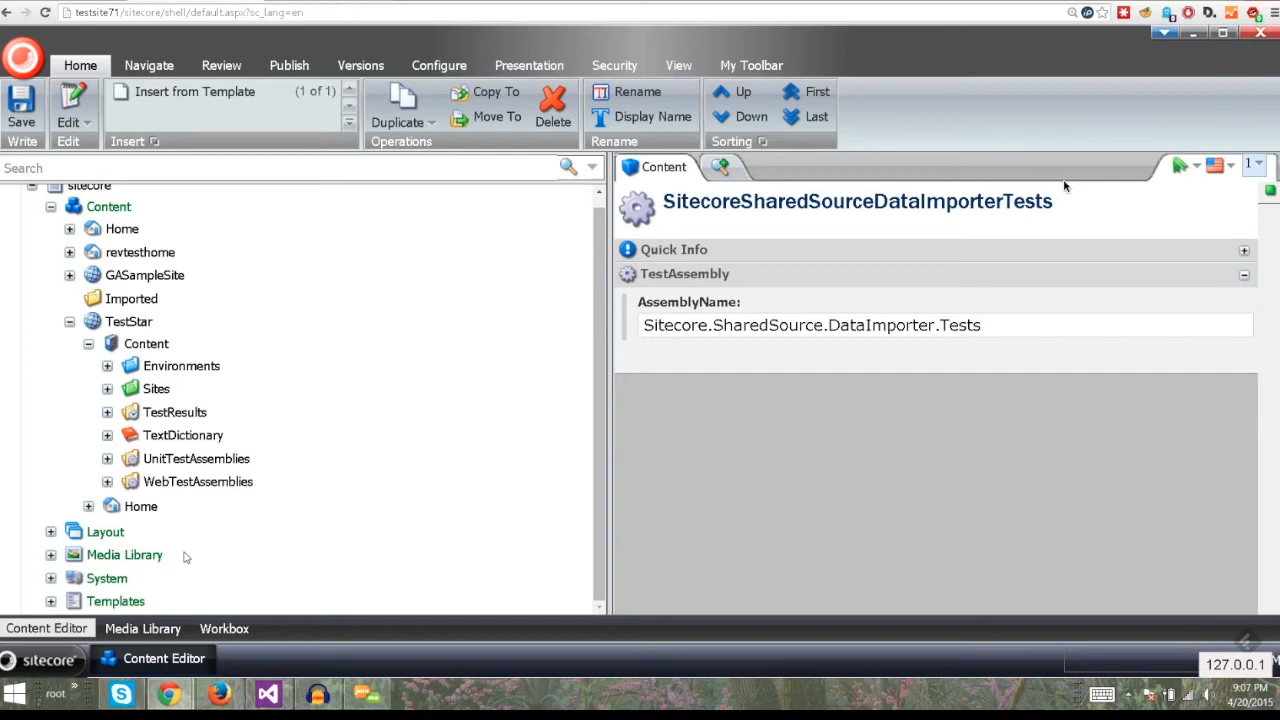 testsite71/sitecore/shell/default.aspx?sc_lang=en
Home Navigate Review Publish Versions Configure Presentation Security View My Toolbar
Insert from Template (1 of 1)
Copy To
Move To
Rename
Display Name
Up
Down
First
Last
Save Edit Duplicate Delete
Write Edit Insert Operations Rename Sorting
Search
sitecore
Content
Home
revtesthome
GASampleSite
Imported
TestStar
Content
Environments
Sites
TestResults
TextDictionary
UnitTestAssemblies
WebTestAssemblies
Home
Layout
Media Library
System
Templates
Content
1
SitecoreSharedSourceDataImporterTests
Quick Info
TestAssembly
AssemblyName:
Sitecore.SharedSource.DataImporter.Tests
Content Editor Media Library Workbox
sitecore Content Editor
127.0.0.1
root
9:07 PM
4/20/2015